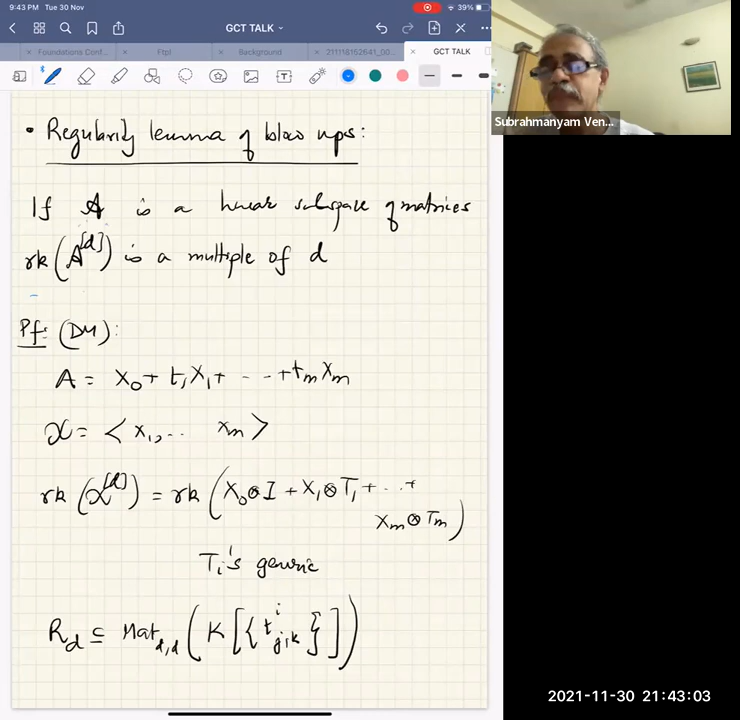 9:43 PM Tue 30 Nov
39%
GCT TALK
Foundations Conf...
Ftpl
Background
211116152641_00...
GCT TALK
Subrahmanyam Ven...
• Regularity lemma of blow ups:
If 𝒜 is a linear subspace of matrices
rk(𝒜^[d]) is a multiple of d
Pf: (DM):
A = X₀ + t₁X₁ + - - + tₘXₘ
𝒳 = < X₁, .. Xₘ >
rk(𝒳^[d]) = rk(X₀⊗I + X₁⊗T₁ + .. +
Xₘ⊗Tₘ)
Tᵢ's generic
R_d ⊆ Mat_{d,d}(K[{t^i_{j,k}}])
2021-11-30 21:43:03